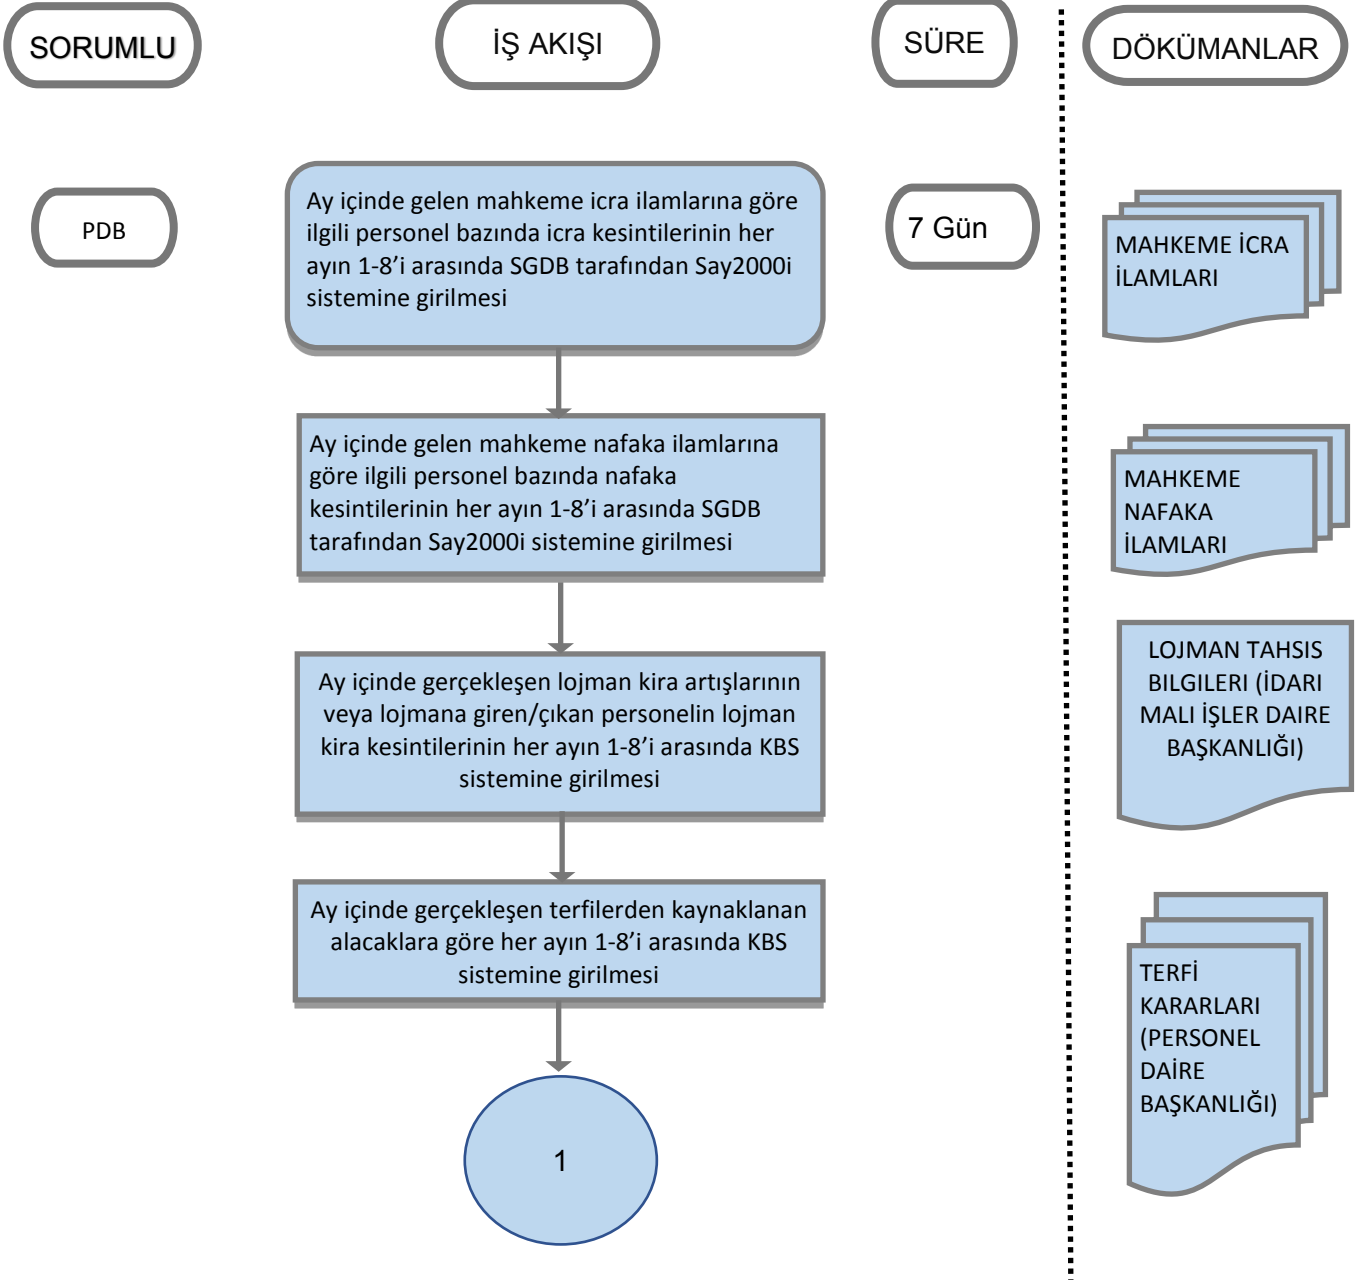 SORUMLU
İŞ AKIŞI
SÜRE
DÖKÜMANLAR
PDB
Ay içinde gelen mahkeme icra ilamlarına göre
ilgili personel bazında icra kesintilerinin her
ayın 1-8’i arasında SGDB tarafından Say2000i
sistemine girilmesi
7 Gün
MAHKEME İCRA
İLAMLARI
Ay içinde gelen mahkeme nafaka ilamlarına
göre ilgili personel bazında nafaka
kesintilerinin her ayın 1-8’i arasında SGDB
tarafından Say2000i sistemine girilmesi
MAHKEME
NAFAKA
İLAMLARI
Ay içinde gerçekleşen lojman kira artışlarının
veya lojmana giren/çıkan personelin lojman
kira kesintilerinin her ayın 1-8’i arasında KBS
sistemine girilmesi
LOJMAN TAHSIS
BILGILERI (İDARI
MALI İŞLER DAIRE
BAŞKANLIĞI)
Ay içinde gerçekleşen terfilerden kaynaklanan
alacaklara göre her ayın 1-8’i arasında KBS
sistemine girilmesi
TERFİ
KARARLARI
(PERSONEL
DAİRE
BAŞKANLIĞI)
1